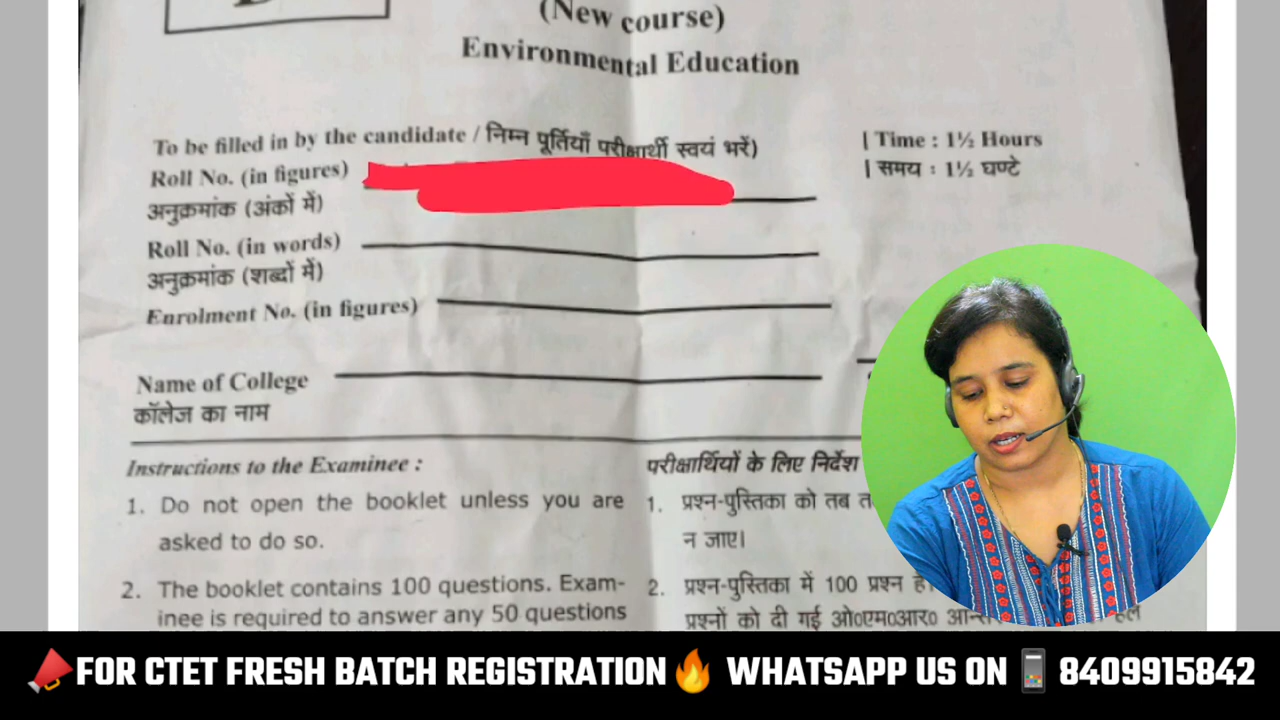 (New course)
Environmental Education
To be filled in by the candidate / निम्न पूर्तियाँ परीक्षार्थी स्वयं भरें)
| Time : 1½ Hours
Roll No. (in figures)
| समय : 1½ घण्टे
अनुक्रमांक (अंकों में)
Roll No. (in words)
अनुक्रमांक (शब्दों में)
Enrolment No. (in figures)
Name of College
कॉलेज का नाम
Instructions to the Examinee :
1. Do not open the booklet unless you are
asked to do so.
2. The booklet contains 100 questions. Exam-
inee is required to answer any 50 questions
परीक्षार्थियों के लिए निर्देश
1. प्रश्न-पुस्तिका को तब
न जाए।
2. प्रश्न-पुस्तिका में 100 प्रश्न
प्रश्नों को दी गई ओ०एम०आर०
FOR CTET FRESH BATCH REGISTRATION WHATSAPP US ON 8409915842